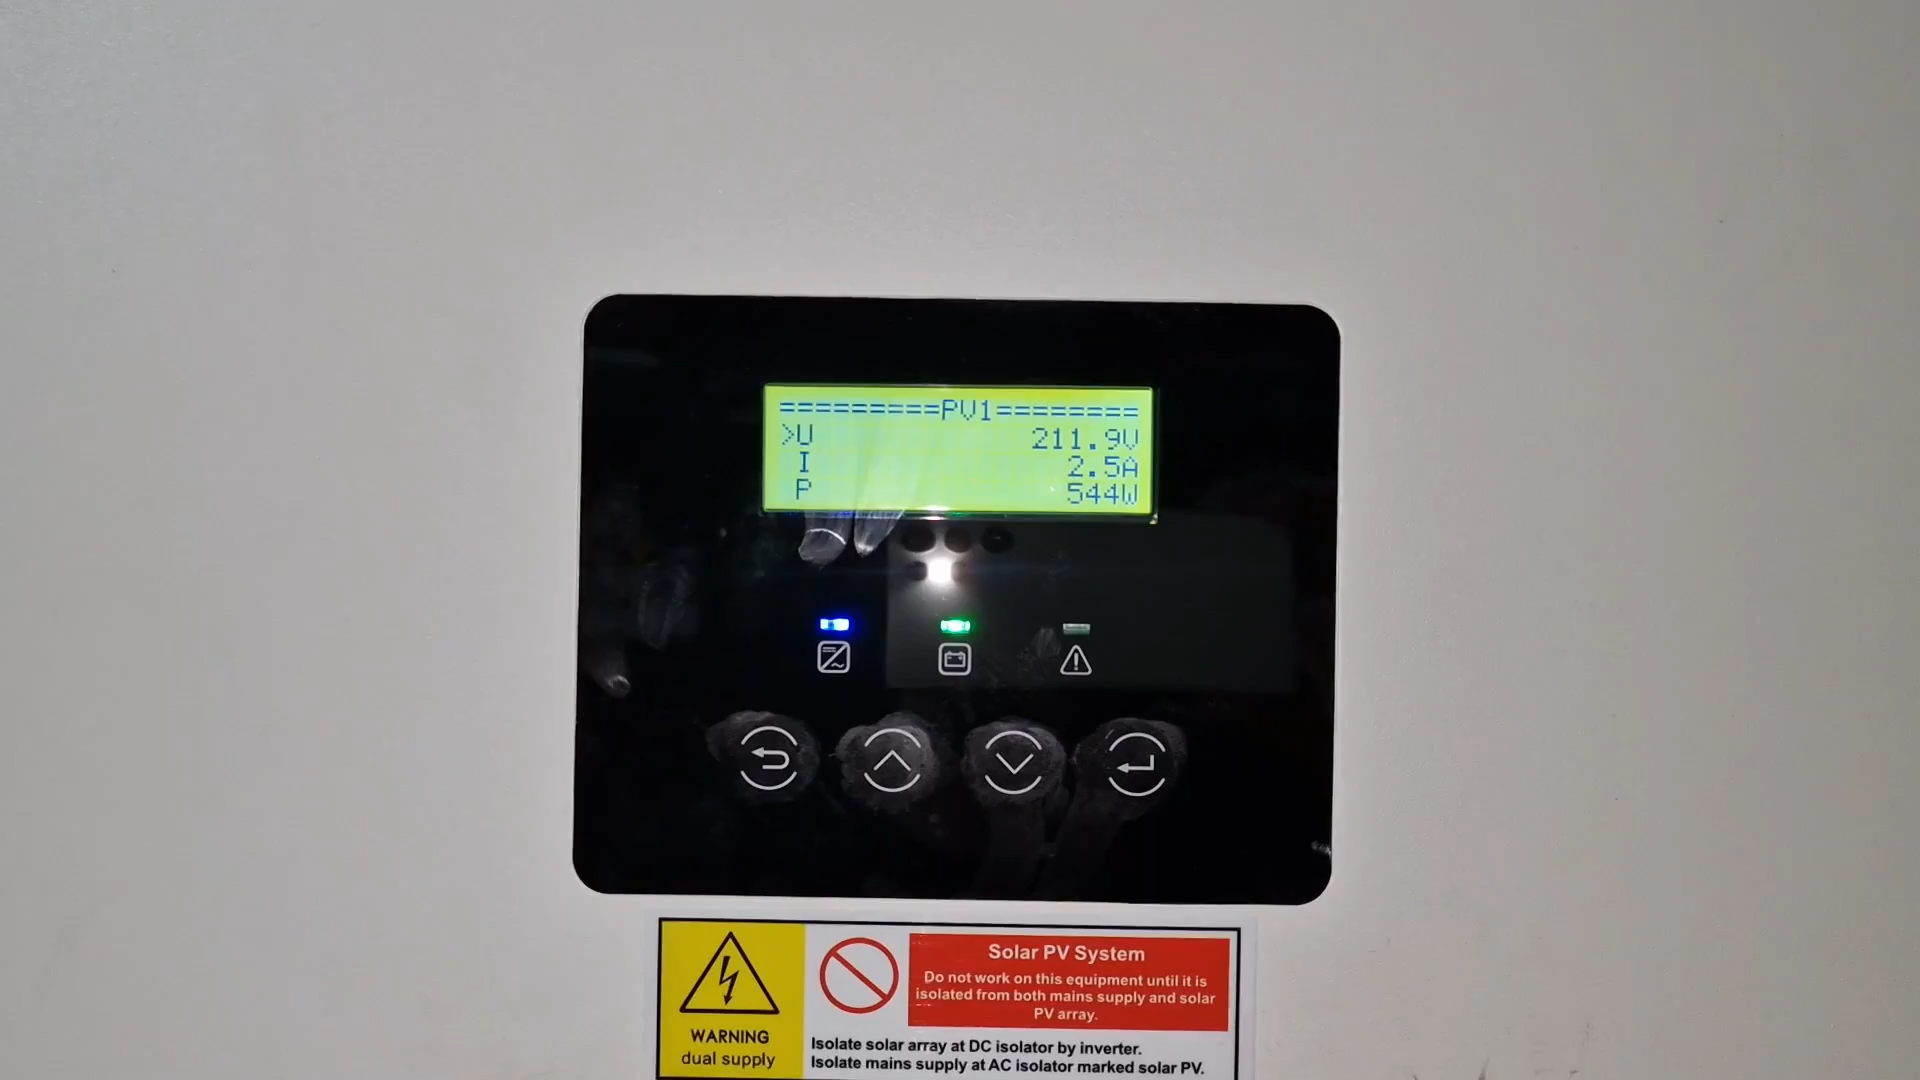 =========PV1========
>U 211.9V
I 2.5A
P 544W
WARNING
dual supply
Solar PV System
Do not work on this equipment until it is
isolated from both mains supply and solar
PV array.
Isolate solar array at DC isolator by inverter.
Isolate mains supply at AC isolator marked solar PV.